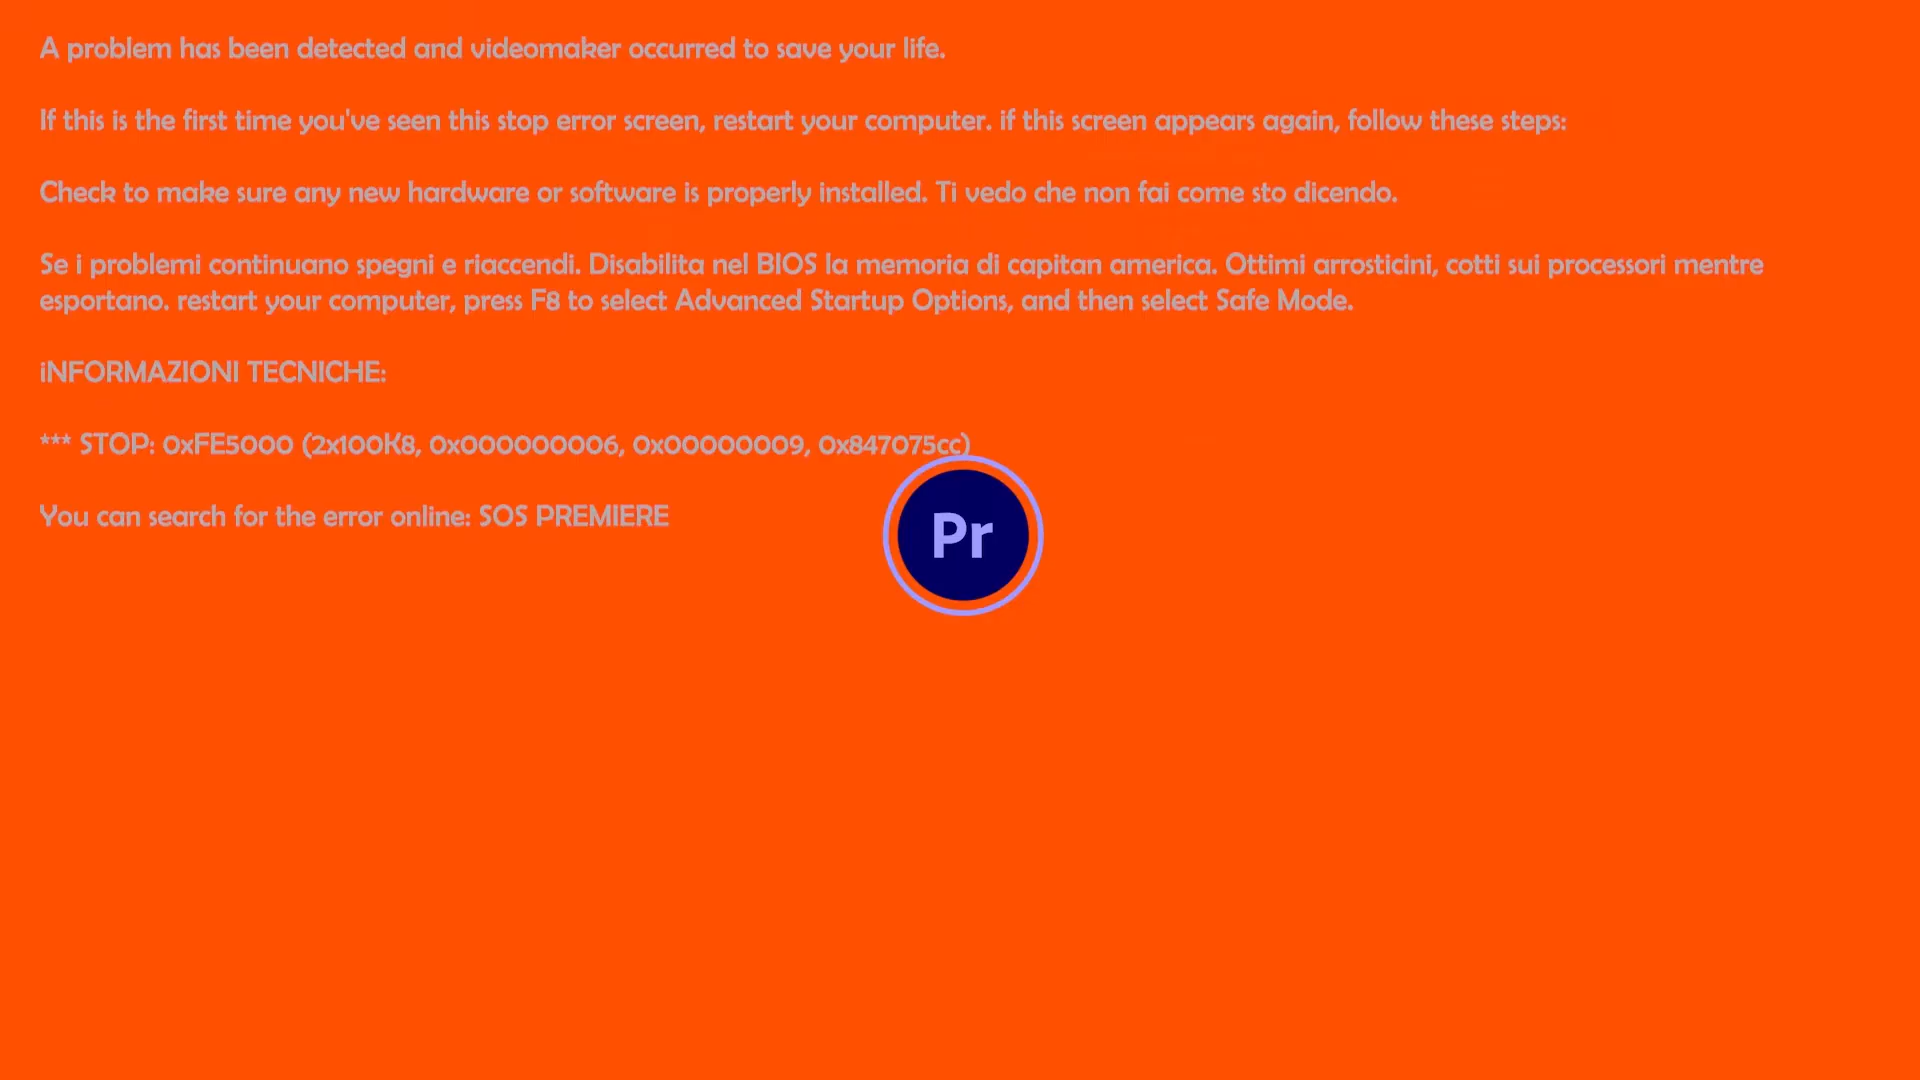 A problem has been detected and videomaker occurred to save your life.
If this is the first time you've seen this stop error screen, restart your computer. if this screen appears again, follow these steps:
Check to make sure any new hardware or software is properly installed. Ti vedo che non fai come sto dicendo.
Se i problemi continuano spegni e riaccendi. Disabilita nel BIOS la memoria di capitan america. Ottimi arrosticini, cotti sui processori mentre
esportano. restart your computer, press F8 to select Advanced Startup Options, and then select Safe Mode.
iNFORMAZIONI TECNICHE:
*** STOP: 0xFE5000 (2x100K8, 0x000000006, 0x00000009, 0x847075cc)
You can search for the error online: SOS PREMIERE
Pr